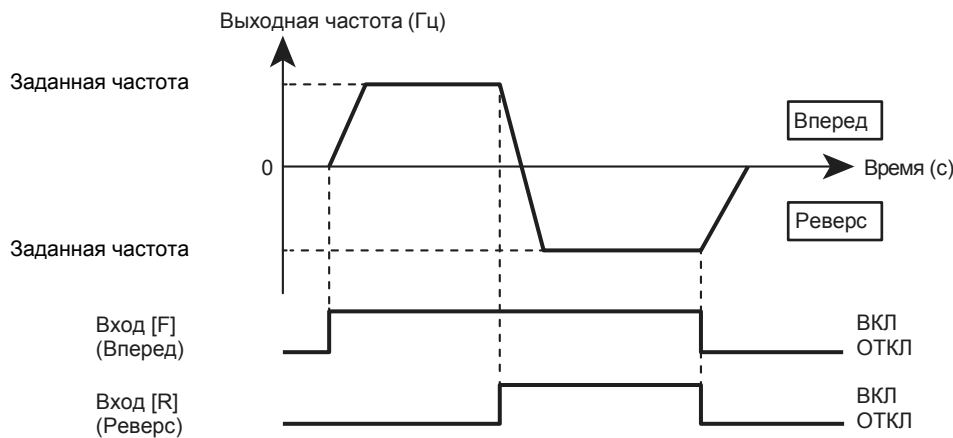 Выходная частота (Гц)
Заданная частота
Вперед
0
Время (с)
Реверс
Заданная частота
Вход [F]
(Вперед)
ВКЛ
ОТКЛ
Вход [R]
(Реверс)
ВКЛ
ОТКЛ